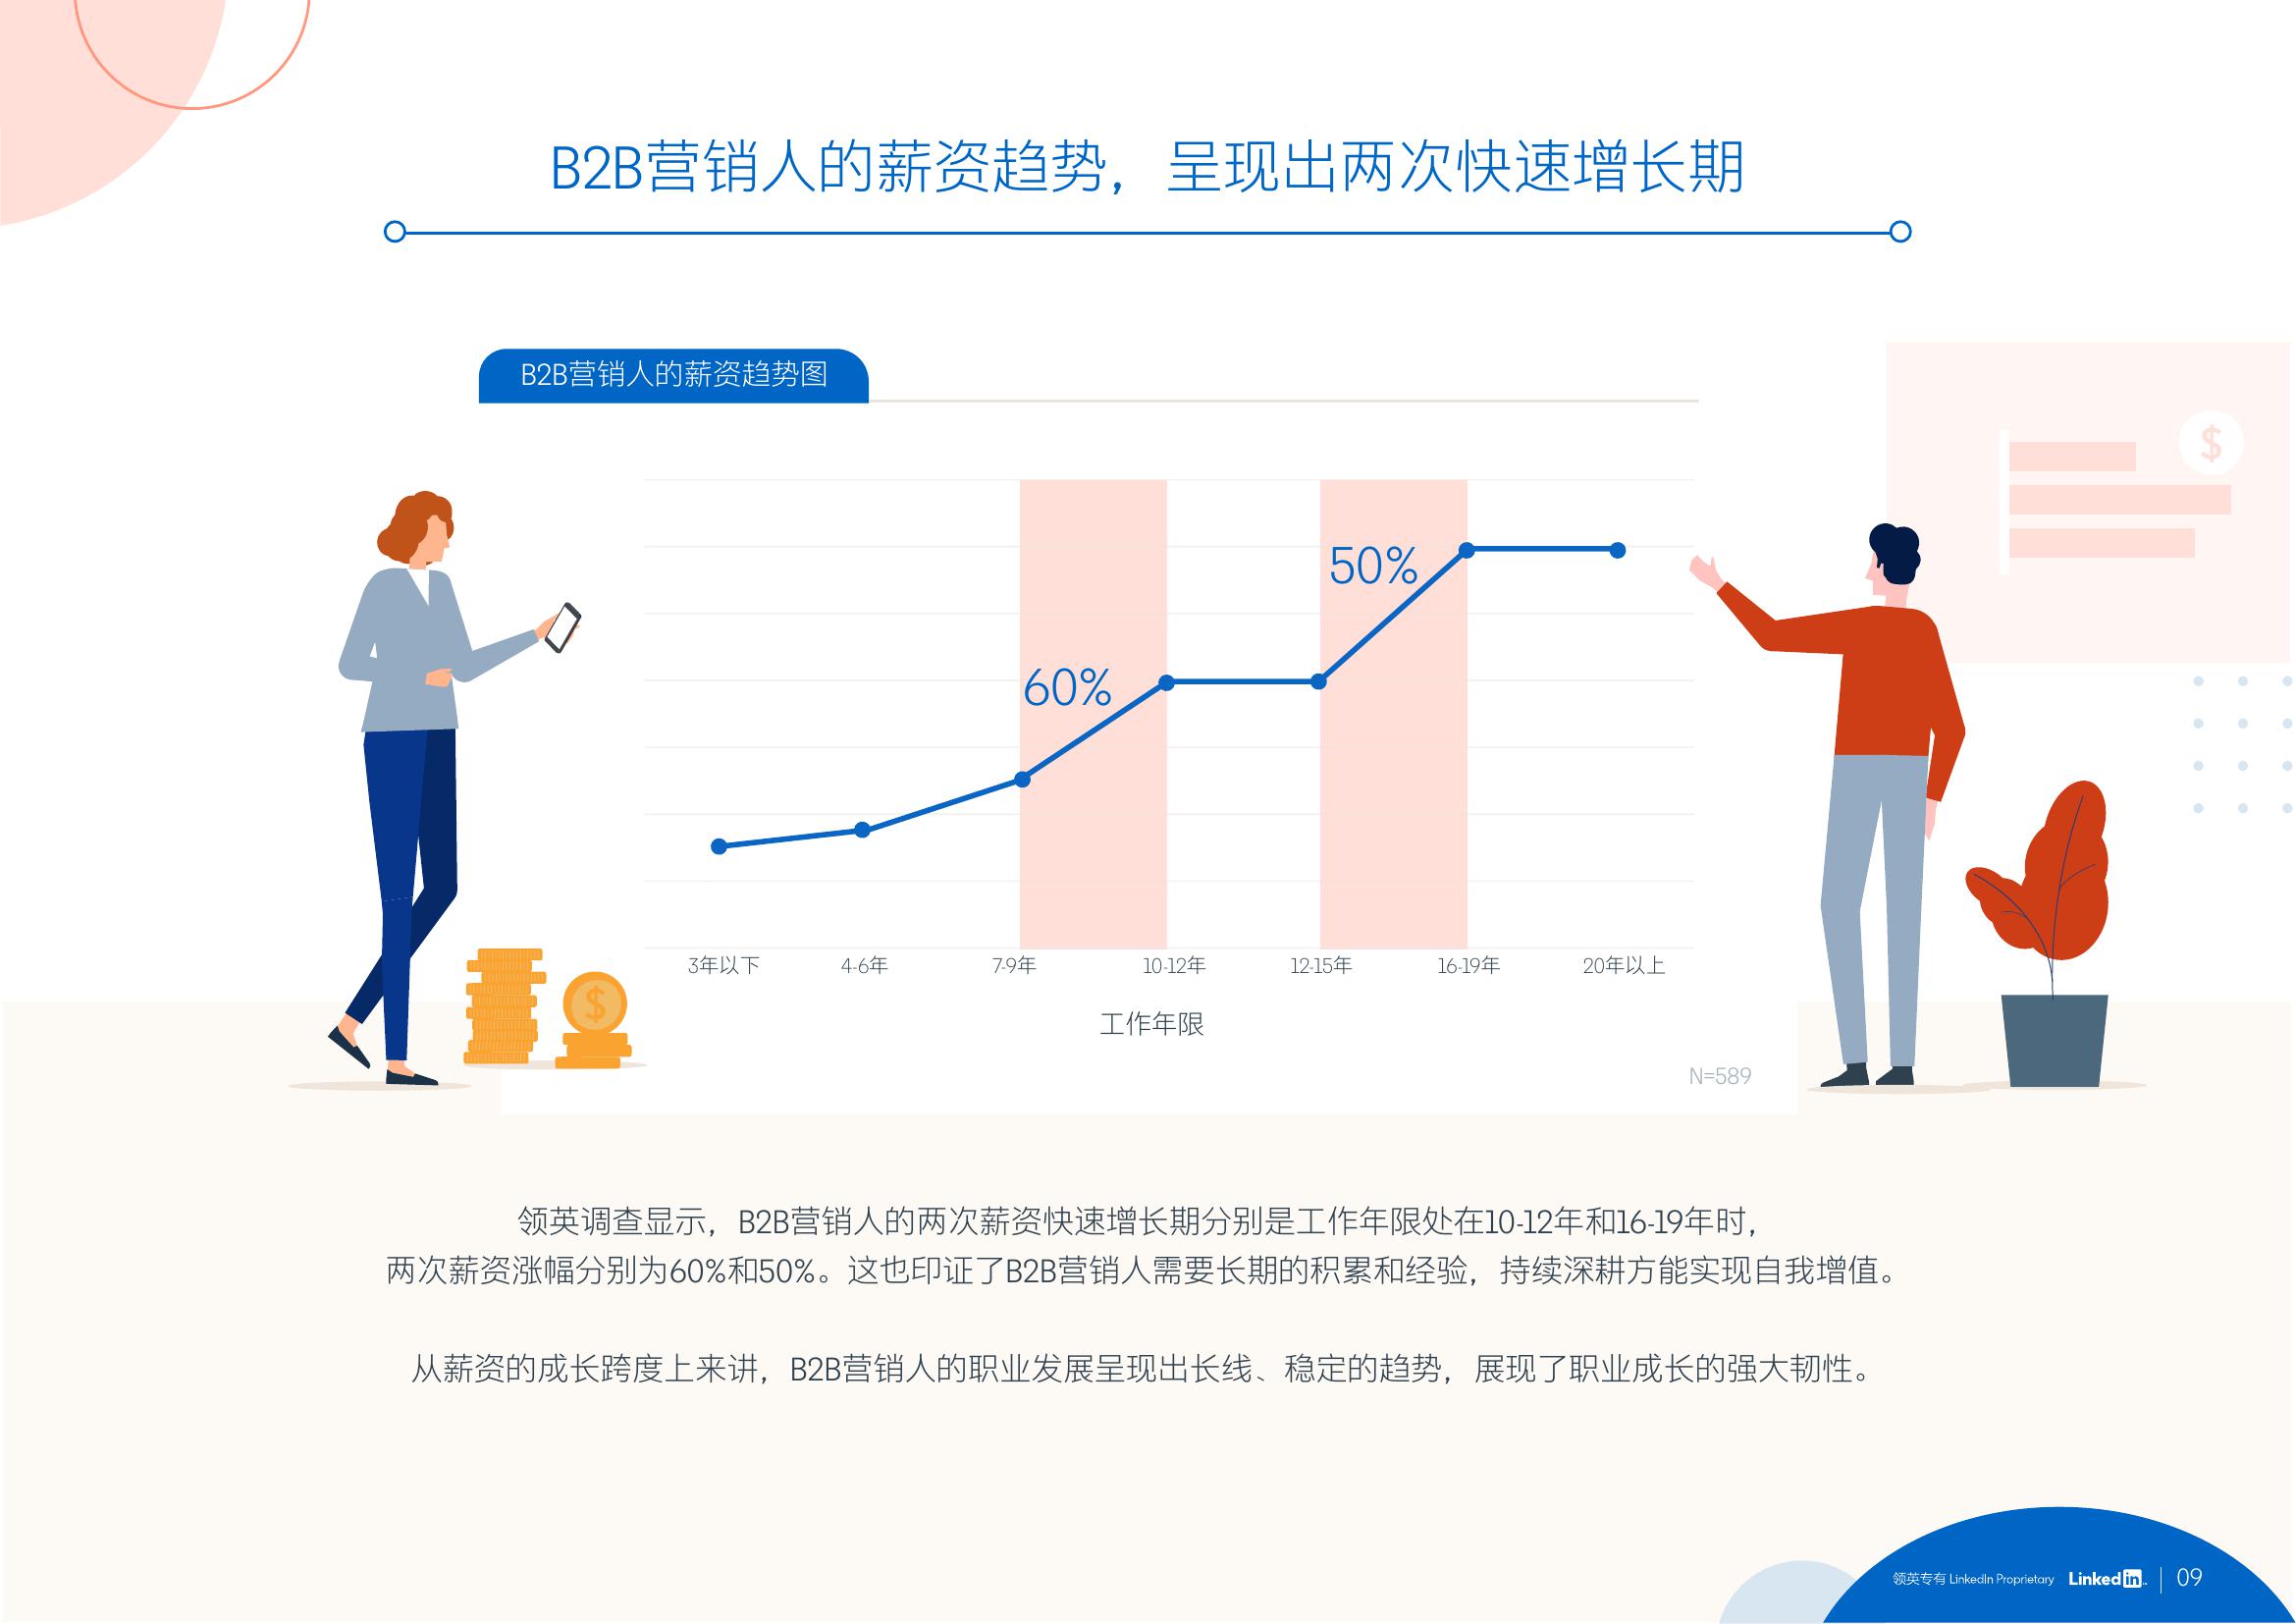 B2B营销人的薪资趋势，呈现出两次快速增长期
B2B营销人的薪资趋势图
$
50%
60%
3年以下 4-6年 7-9年 10-12年 12-15年 16-19年 20年以上
$
工作年限
N=589
领英调查显示，B2B营销人的两次薪资快速增长期分别是工作年限处在10-12年和16-19年时，
两次薪资涨幅分别为60%和50%。这也印证了B2B营销人需要长期的积累和经验，持续深耕方能实现自我增值。
从薪资的成长跨度上来讲，B2B营销人的职业发展呈现出长线、稳定的趋势，展现了职业成长的强大韧性。
领英专有 LinkedIn Proprietary LinkedIn 09